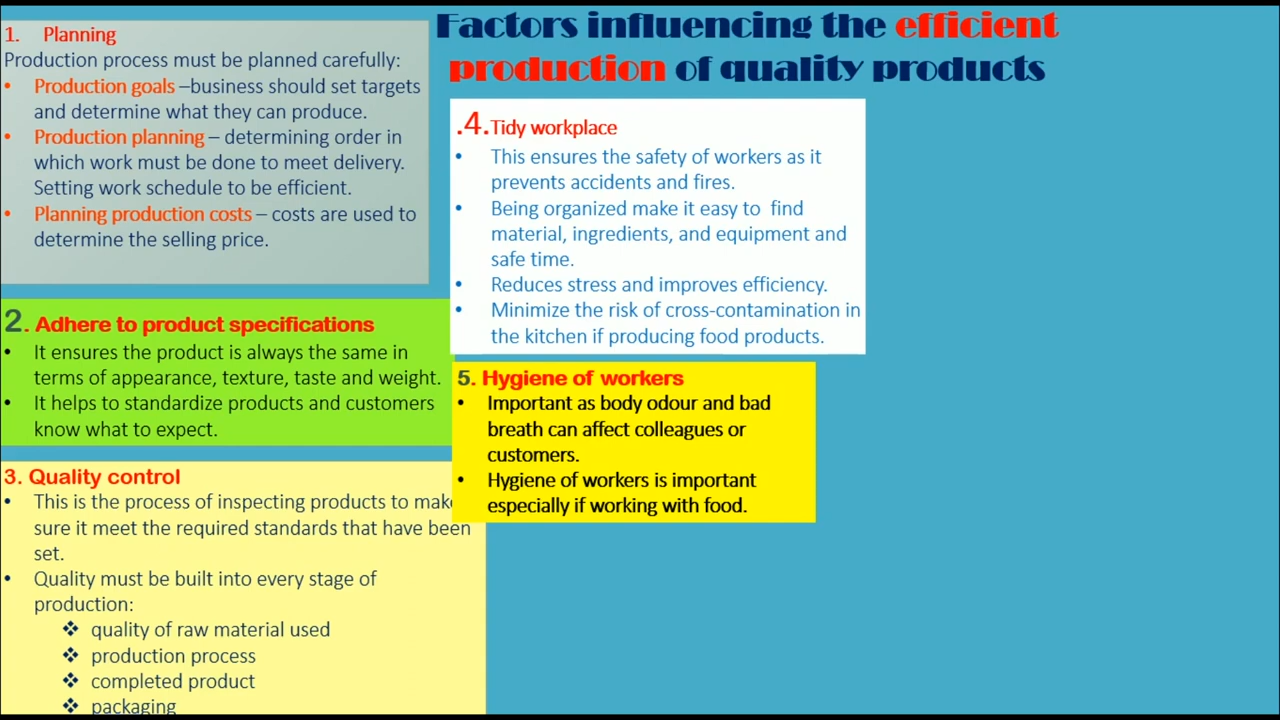 Factors influencing the efficient
production of quality products
1. Planning
Production process must be planned carefully:
• Production goals –business should set targets
and determine what they can produce.
• Production planning – determining order in
which work must be done to meet delivery.
Setting work schedule to be efficient.
• Planning production costs – costs are used to
determine the selling price.
2. Adhere to product specifications
• It ensures the product is always the same in
terms of appearance, texture, taste and weight.
• It helps to standardize products and customers
know what to expect.
3. Quality control
• This is the process of inspecting products to make
sure it meet the required standards that have been
set.
• Quality must be built into every stage of
production:
❖ quality of raw material used
❖ production process
❖ completed product
❖ packaging
.4.Tidy workplace
• This ensures the safety of workers as it
prevents accidents and fires.
• Being organized make it easy to find
material, ingredients, and equipment and
safe time.
• Reduces stress and improves efficiency.
• Minimize the risk of cross-contamination in
the kitchen if producing food products.
5. Hygiene of workers
• Important as body odour and bad
breath can affect colleagues or
customers.
• Hygiene of workers is important
especially if working with food.